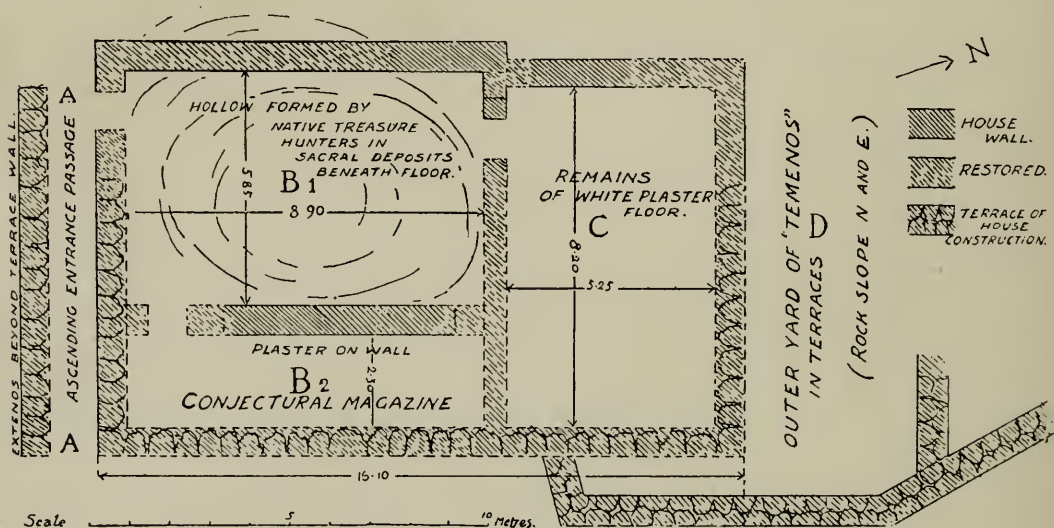 EXTENDS BEYOND TERRACE WALL.
A
ASCENDING ENTRANCE PASSAGE
A
HOLLOW FORMED BY
NATIVE TREASURE
HUNTERS IN
SACRAL DEPOSITS
BENEATH FLOOR.
5.85
B1
8.90
PLASTER ON WALL
2.50
B2
CONJECTURAL MAGAZINE
REMAINS
OF WHITE PLASTER
FLOOR.
C
8.20
5.25
16.10
OUTER YARD OF "TEMENOS"
D
IN TERRACES
(ROCK SLOPE N AND E.)
N
HOUSE
WALL.
RESTORED.
TERRACE OF
HOUSE
CONSTRUCTION.
Scale 5 10 Metres.